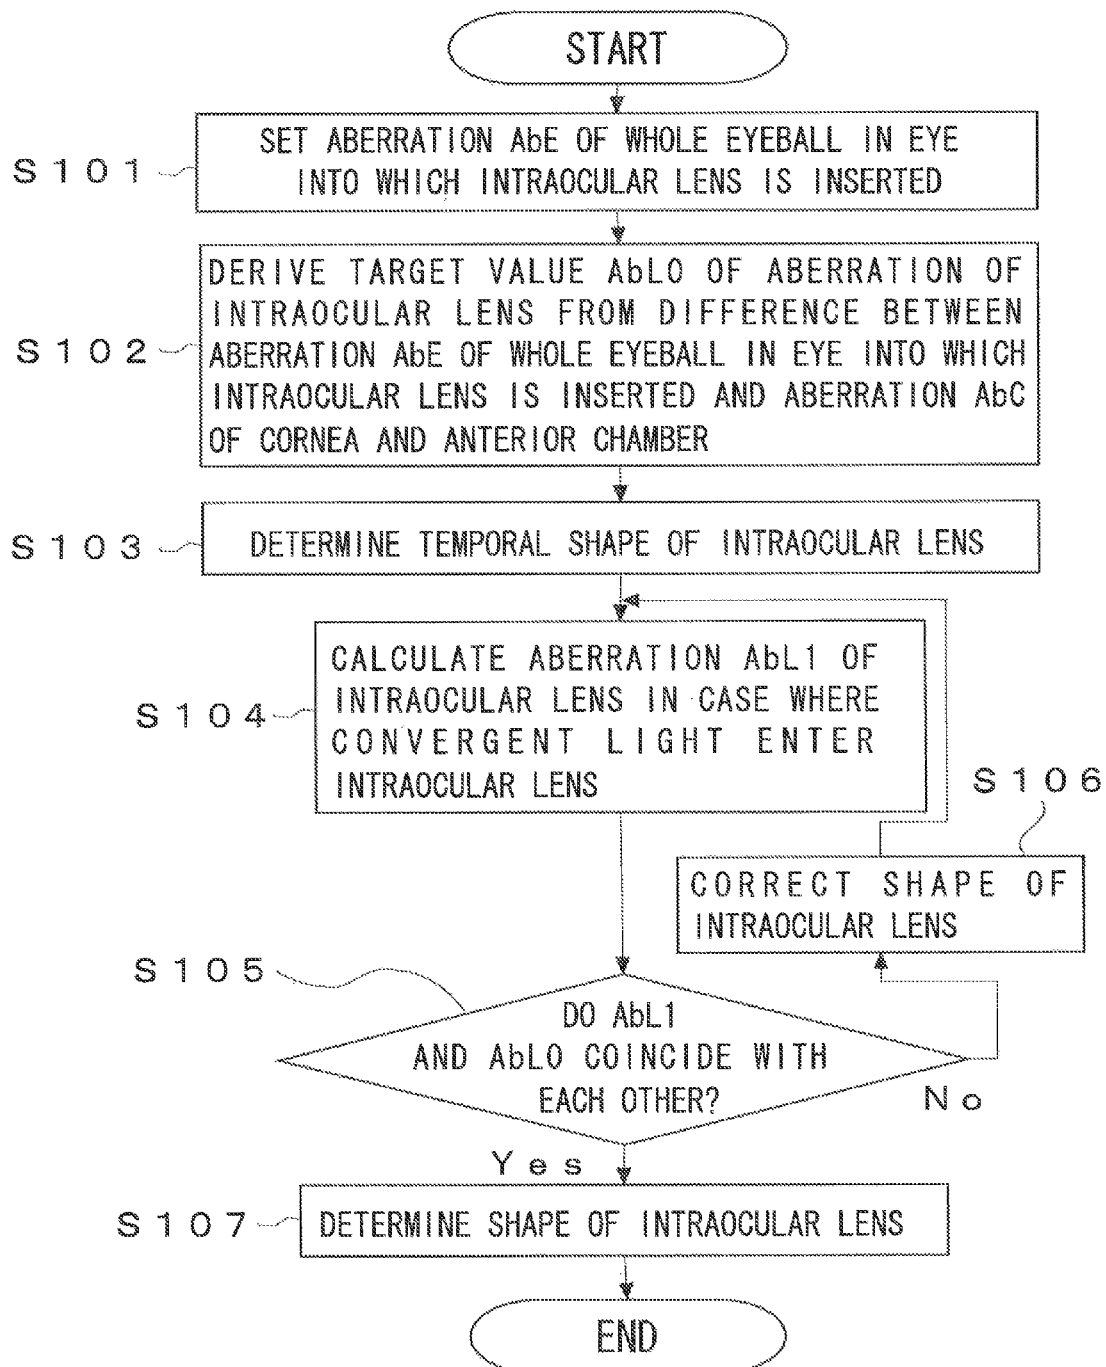 START
S101
SET ABERRATION AbE OF WHOLE EYEBALL IN EYE
INTO WHICH INTRAOCULAR LENS IS INSERTED
S102
DERIVE TARGET VALUE AbL0 OF ABERRATION OF
INTRAOCULAR LENS FROM DIFFERENCE BETWEEN
ABERRATION AbE OF WHOLE EYEBALL IN EYE INTO WHICH
INTRAOCULAR LENS IS INSERTED AND ABERRATION AbC
OF CORNEA AND ANTERIOR CHAMBER
S103
DETERMINE TEMPORAL SHAPE OF INTRAOCULAR LENS
S104
CALCULATE ABERRATION AbL1 OF
INTRAOCULAR LENS IN CASE WHERE
CONVERGENT LIGHT ENTER
INTRAOCULAR LENS
S106
CORRECT SHAPE OF
INTRAOCULAR LENS
S105
DO AbL1
AND AbL0 COINCIDE WITH
EACH OTHER?
No
Yes
S107
DETERMINE SHAPE OF INTRAOCULAR LENS
END